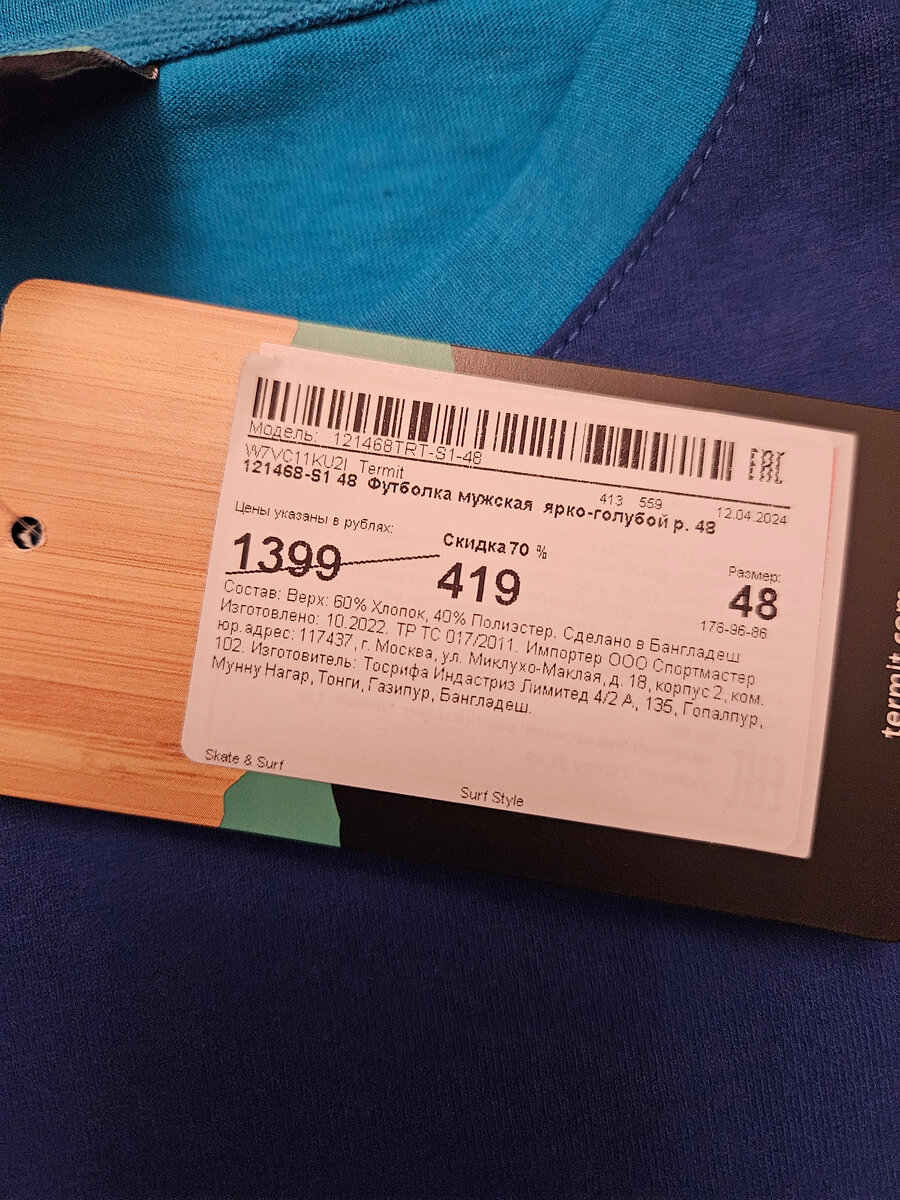 Модель: 121468TRT-S1-48
W7VC11KU2I Termit
413 559 12.04.2024
121468-S1 48 Футболка мужская ярко-голубой р. 48
Цены указаны в рублях:
Скидка 70 %
1399
419
Размер:
48
176-96-86
Состав: Верх: 60% Хлопок, 40% Полиэстер. Сделано в Бангладеш
Изготовлено: 10.2022. ТР ТС 017/2011. Импортер ООО Спортмастер
юр.адрес: 117437, г. Москва, ул. Миклухо-Маклая, д. 18, корпус 2, ком.
102. Изготовитель: Тосрифа Индастриз Лимитед 4/2 А, 135, Гопалпур,
Мунну Нагар, Тонги, Газипур, Бангладеш.
Skate & Surf
Surf Style
EAC
termit.com